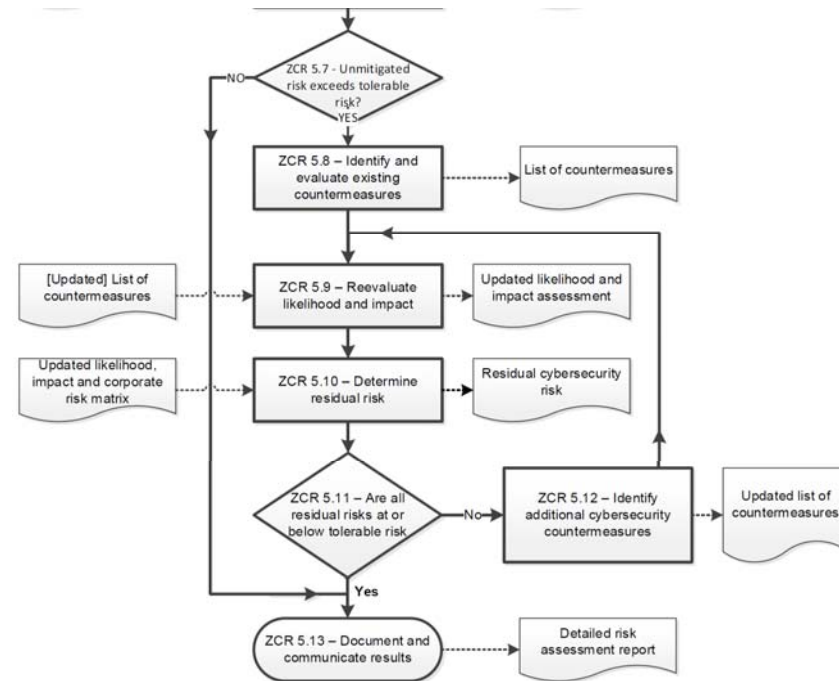 ZCR 5.7 - Unmitigated
risk exceeds tolerable
risk?
NO
YES
ZCR 5.8 – Identify and
evaluate existing
countermeasures
List of countermeasures
[Updated] List of
countermeasures
ZCR 5.9 – Reevaluate
likelihood and impact
Updated likelihood and
impact assessment
Updated likelihood,
impact and corporate
risk matrix
ZCR 5.10 – Determine
residual risk
Residual cybersecurity
risk
ZCR 5.11 – Are all
residual risks at or
below tolerable risk
No
ZCR 5.12 – Identify
additional cybersecurity
countermeasures
Updated list of
countermeasures
Yes
ZCR 5.13 – Document and
communicate results
Detailed risk
assessment report